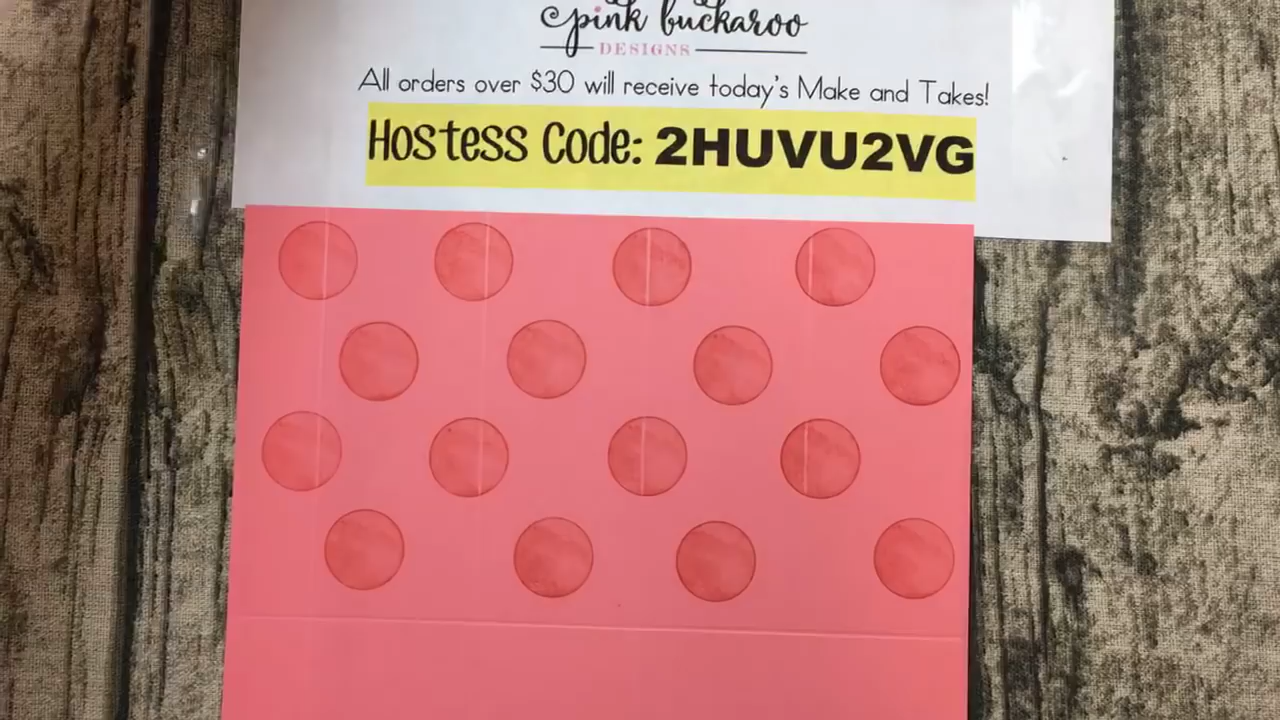 pink buckaroo
DESIGNS
All orders over $30 will receive today's Make and Takes!
Hostess Code: 2HUVU2VG